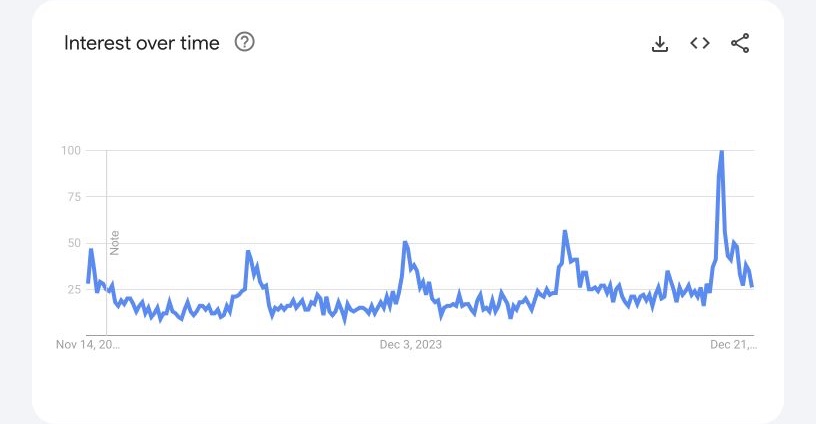 Interest over time
100
75
50
25
Note
Nov 14, 20...
Dec 3, 2023
Dec 21,...